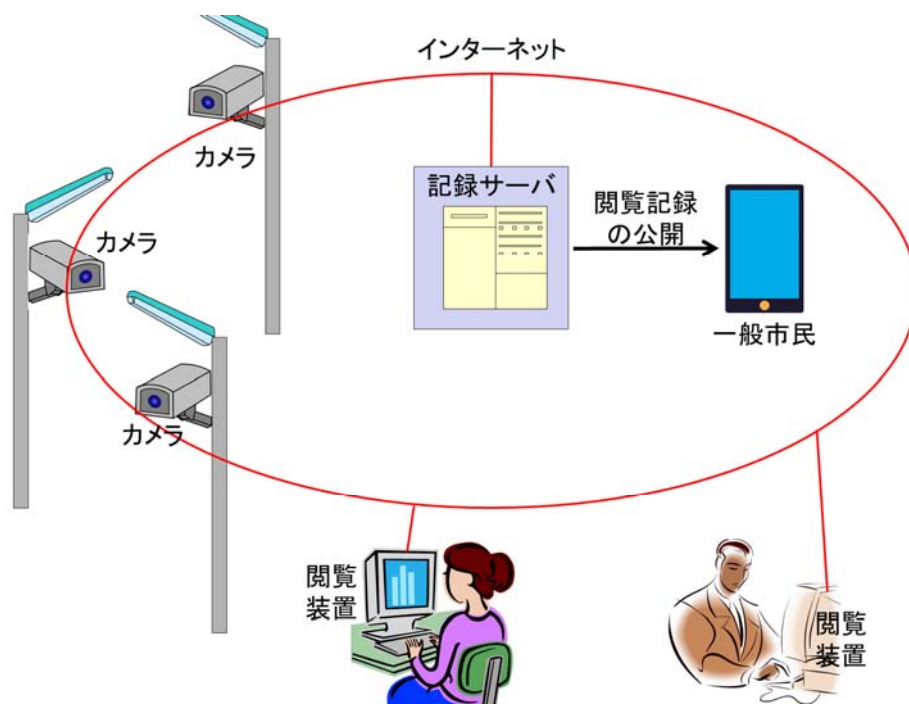 インターネット
カメラ
記録サーバ
閲覧記録
の公開
カメラ
一般市民
カメラ
閲覧
装置
閲覧
装置